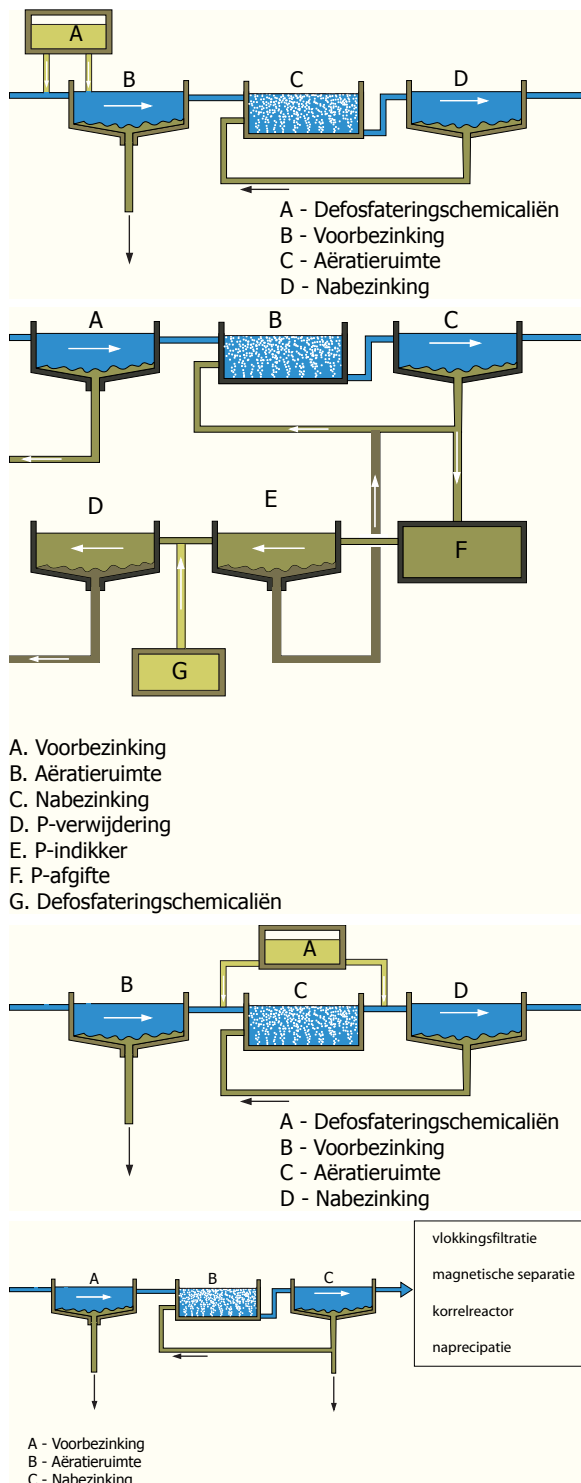 A
B
C
D
A - Defosfateringschemicaliën
B - Voorbezinking
C - Aëratieruimte
D - Nabezinking
A
B
C
D
E
F
G
A. Voorbezinking
B. Aëratieruimte
C. Nabezinking
D. P-verwijdering
E. P-indikker
F. P-afgifte
G. Defosfateringschemicaliën
A
B
C
D
A - Defosfateringschemicaliën
B - Voorbezinking
C - Aëratieruimte
D - Nabezinking
A
B
C
vlokkingsfiltratie
magnetische separatie
korrelreactor
naprecipatie
A - Voorbezinking
B - Aëratieruimte
C - Nabezinking